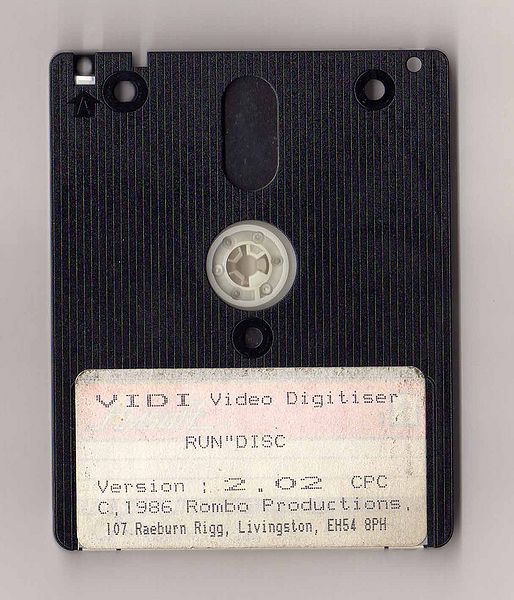 VIDI Video Digitiser
RUN"DISC
Version : 2.02 CPC
C.1986 Rombo Productions.
107 Raeburn Rigg, Livingston, EH54 8PH